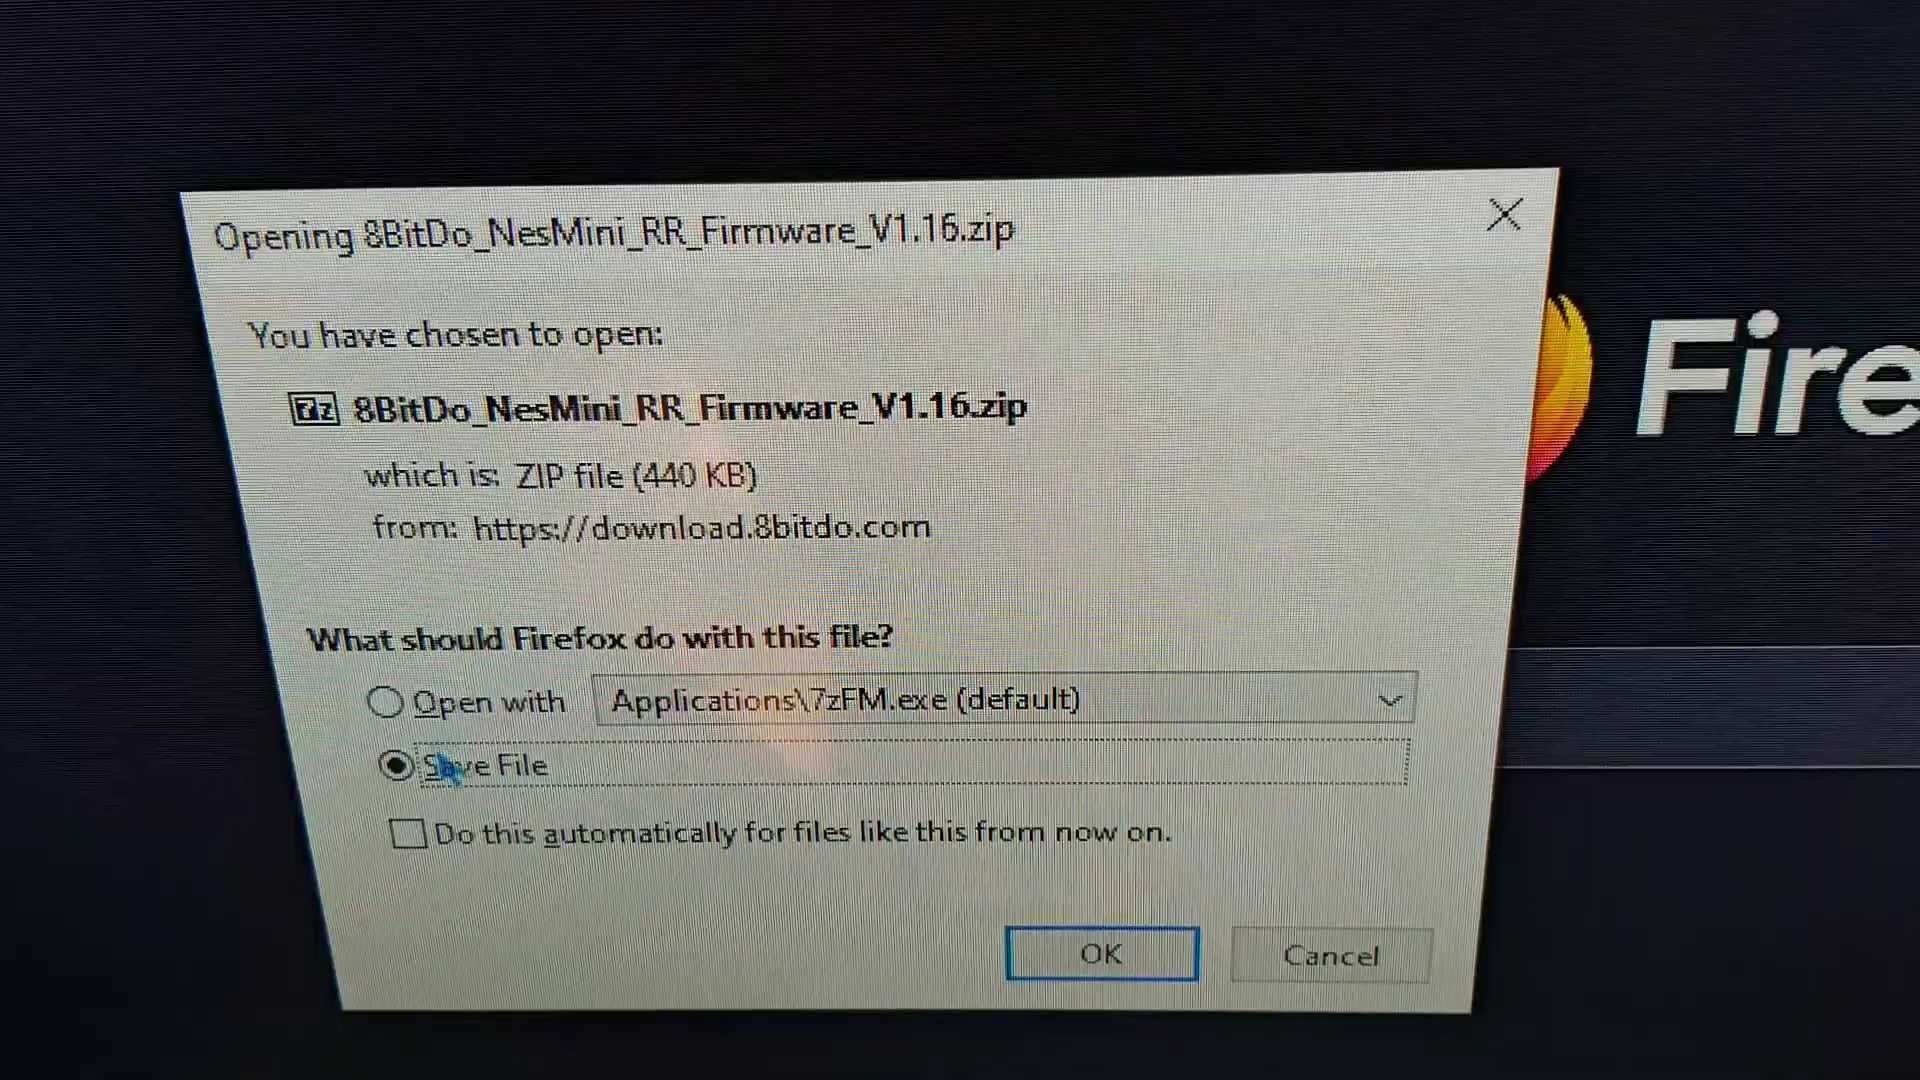 Opening 8BitDo_NesMini_RR_Firmware_V1.16.zip
You have chosen to open:
7z 8BitDo_NesMini_RR_Firmware_V1.16.zip
which is: ZIP file (440 KB)
from: https://download.8bitdo.com
Fire
What should Firefox do with this file?
Open with Applications\7zFM.exe (default)
Save File
Do this automatically for files like this from now on.
OK Cancel